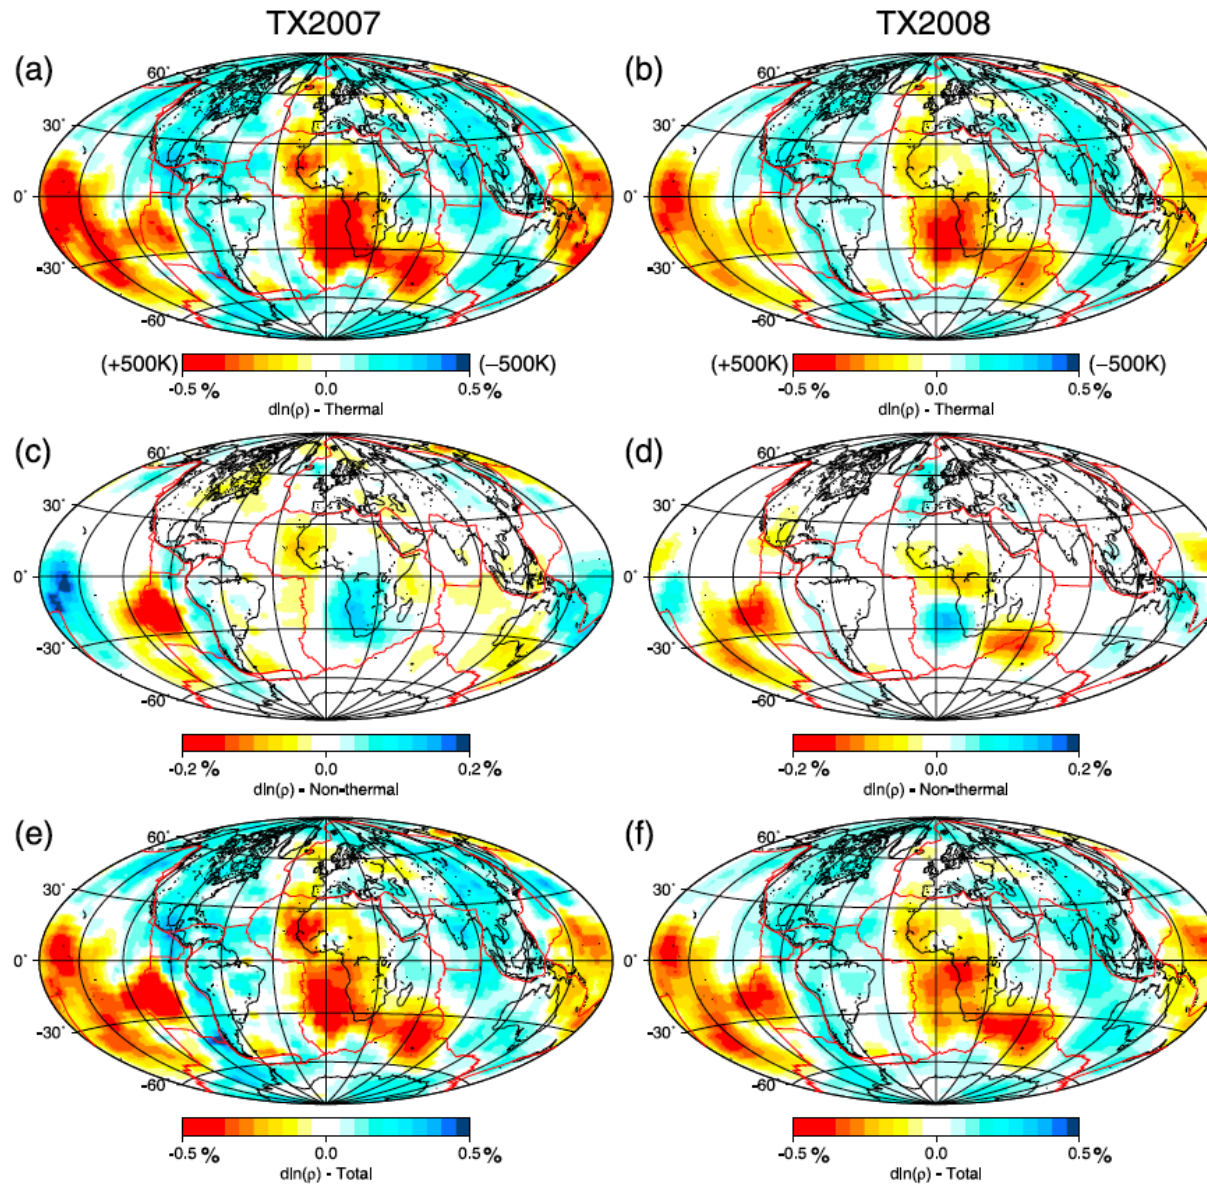 TX2007 TX2008
(a) (b)
60° 60°
30° 30°
0° 0°
-30° -30°
-60 -60
(+500K) (−500K) (+500K) (−500K)
-0.5 % 0.0 0.5 % -0.5 % 0.0 0.5 %
dln(ρ) - Thermal dln(ρ) - Thermal
(c) (d)
60° 60°
30° 30°
0° 0°
-30° -30°
-60 -60
-0.2 % 0.0 0.2 % -0.2 % 0.0 0.2 %
dln(ρ) - Non-thermal dln(ρ) - Non-thermal
(e) (f)
60° 60°
30° 30°
0° 0°
-30° -30°
-60 -60
-0.5 % 0.0 0.5 % -0.5 % 0.0 0.5 %
dln(ρ) - Total dln(ρ) - Total